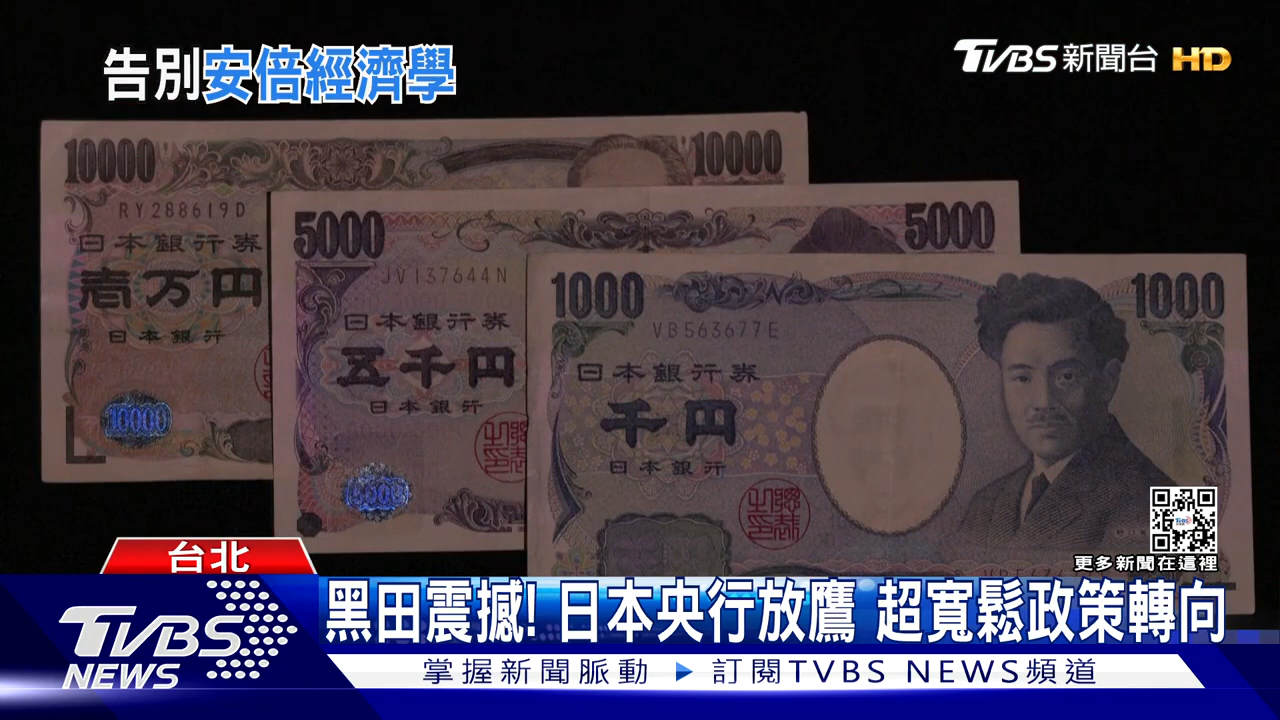 告別安倍經濟學
TVBS新聞台 HD
10000
10000
RY288619D
日本銀行券
壱万円
日本銀行
10000
5000
5000
JV137644N
日本銀行券
五千円
日本銀行
5000
1000
1000
VB563677E
日本銀行券
千円
日本銀行
更多新聞在這裡
台北
黑田震撼! 日本央行放鷹 超寬鬆政策轉向
TVBS
NEWS
掌握新聞脈動 ▶ 訂閱TVBS NEWS頻道